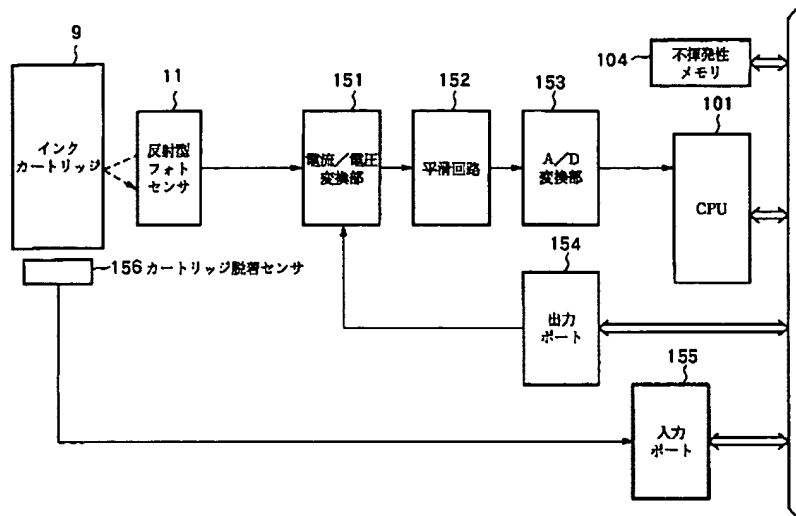 9
インク
カートリッジ
11
反射型
フォト
センサ
151
電流／電圧
変換部
152
平滑回路
153
A／D
変換部
104
不揮発性
メモリ
101
CPU
156 カートリッジ脱着センサ
154
出力
ポート
155
入力
ポート